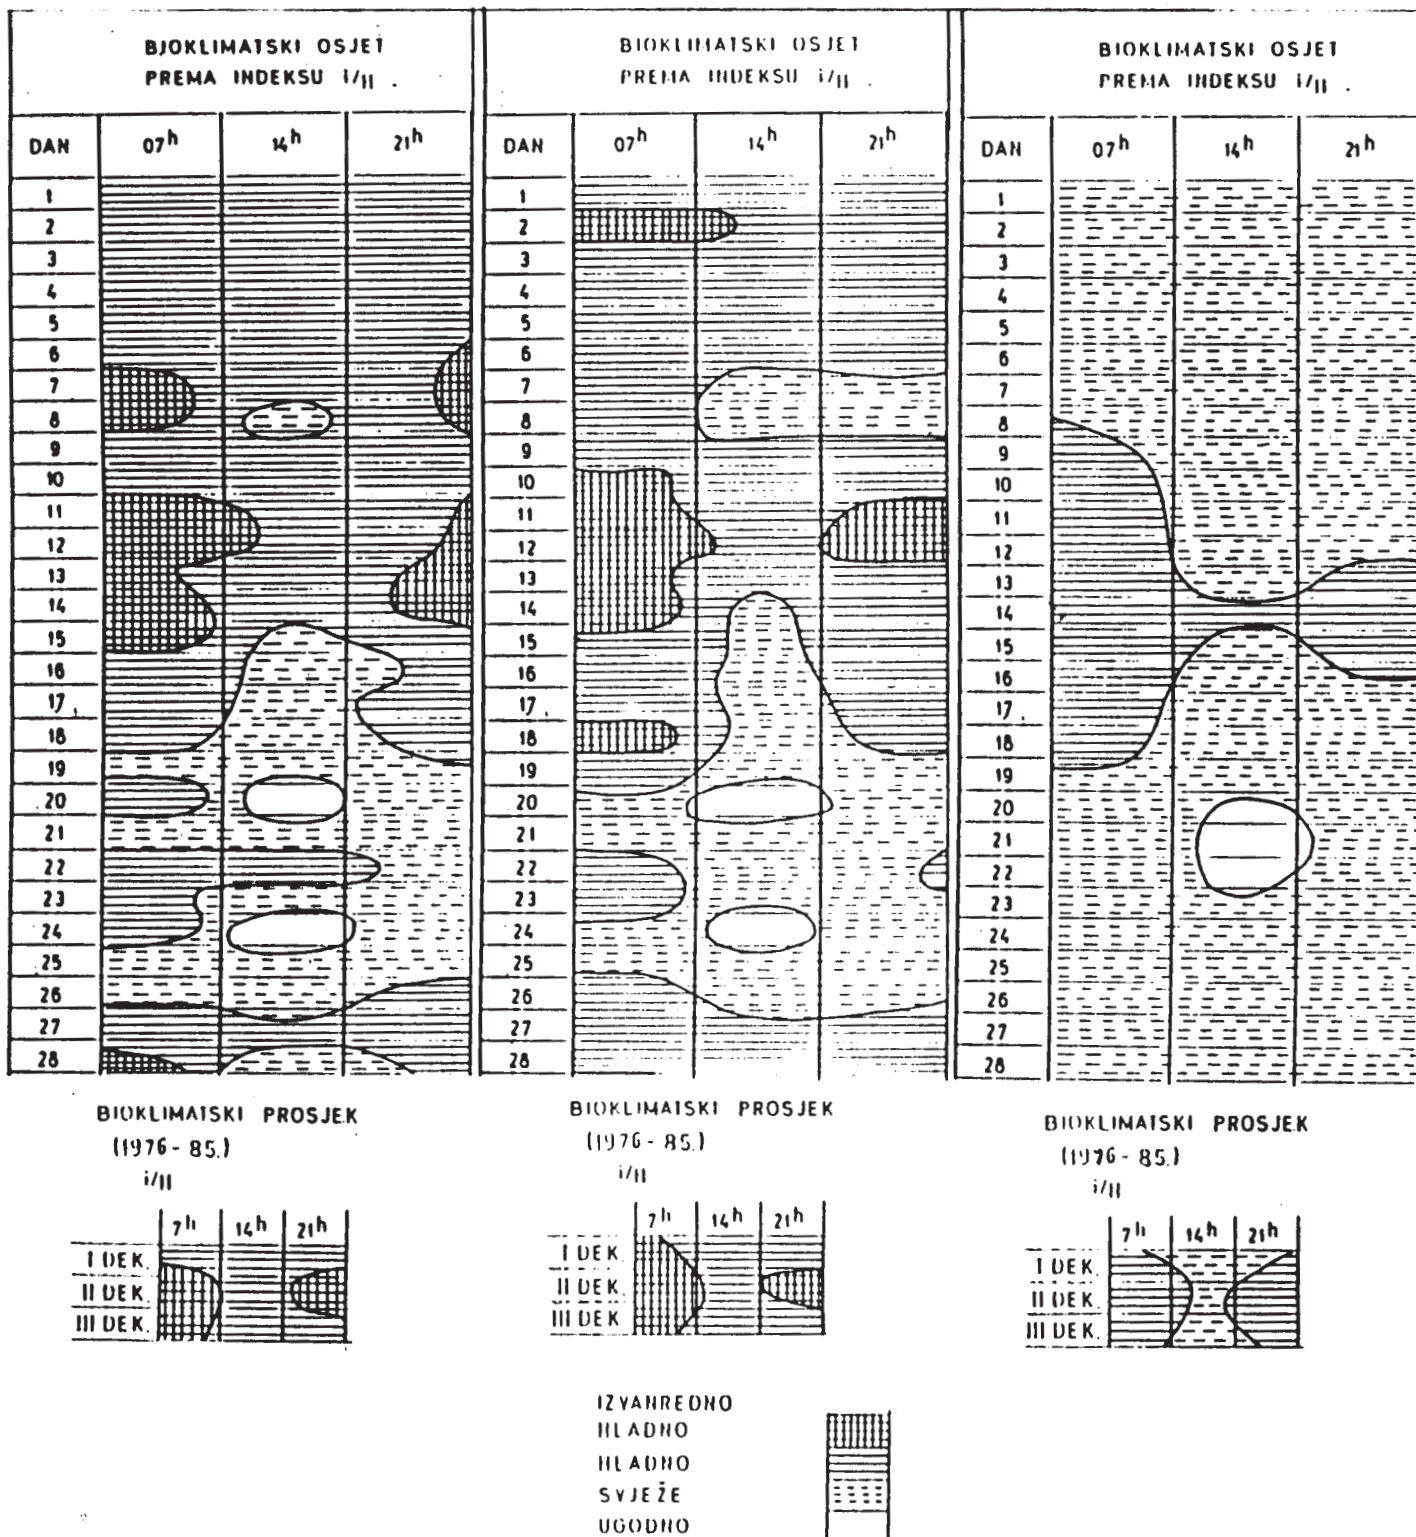 BIOKLIMATSKI OSJET
PREMA INDEKSU i/II .
DAN 07h 14h 21h
1
2
3
4
5
6
7
8
9
10
11
12
13
14
15
16
17
18
19
20
21
22
23
24
25
26
27
28
BIOKLIMATSKI PROSJEK
(1976-85.)
i/II
7h 14h 21h
I DEK.
II DEK.
III DEK.
BIOKLIMATSKI OSJET
PREMA INDEKSU i/II .
DAN 07h 14h 21h
1
2
3
4
5
6
7
8
9
10
11
12
13
14
15
16
17
18
19
20
21
22
23
24
25
26
27
28
BIOKLIMATSKI PROSJEK
(1976-85.)
i/II
7h 14h 21h
I DEK.
II DEK.
III DEK.
BIOKLIMATSKI OSJET
PREMA INDEKSU i/II .
DAN 07h 14h 21h
1
2
3
4
5
6
7
8
9
10
11
12
13
14
15
16
17
18
19
20
21
22
23
24
25
26
27
28
BIOKLIMATSKI PROSJEK
(1976-85.)
i/II
7h 14h 21h
I DEK.
II DEK.
III DEK.
IZVANREDNO
HLADNO
HLADNO
SVJEŽE
UGODNO